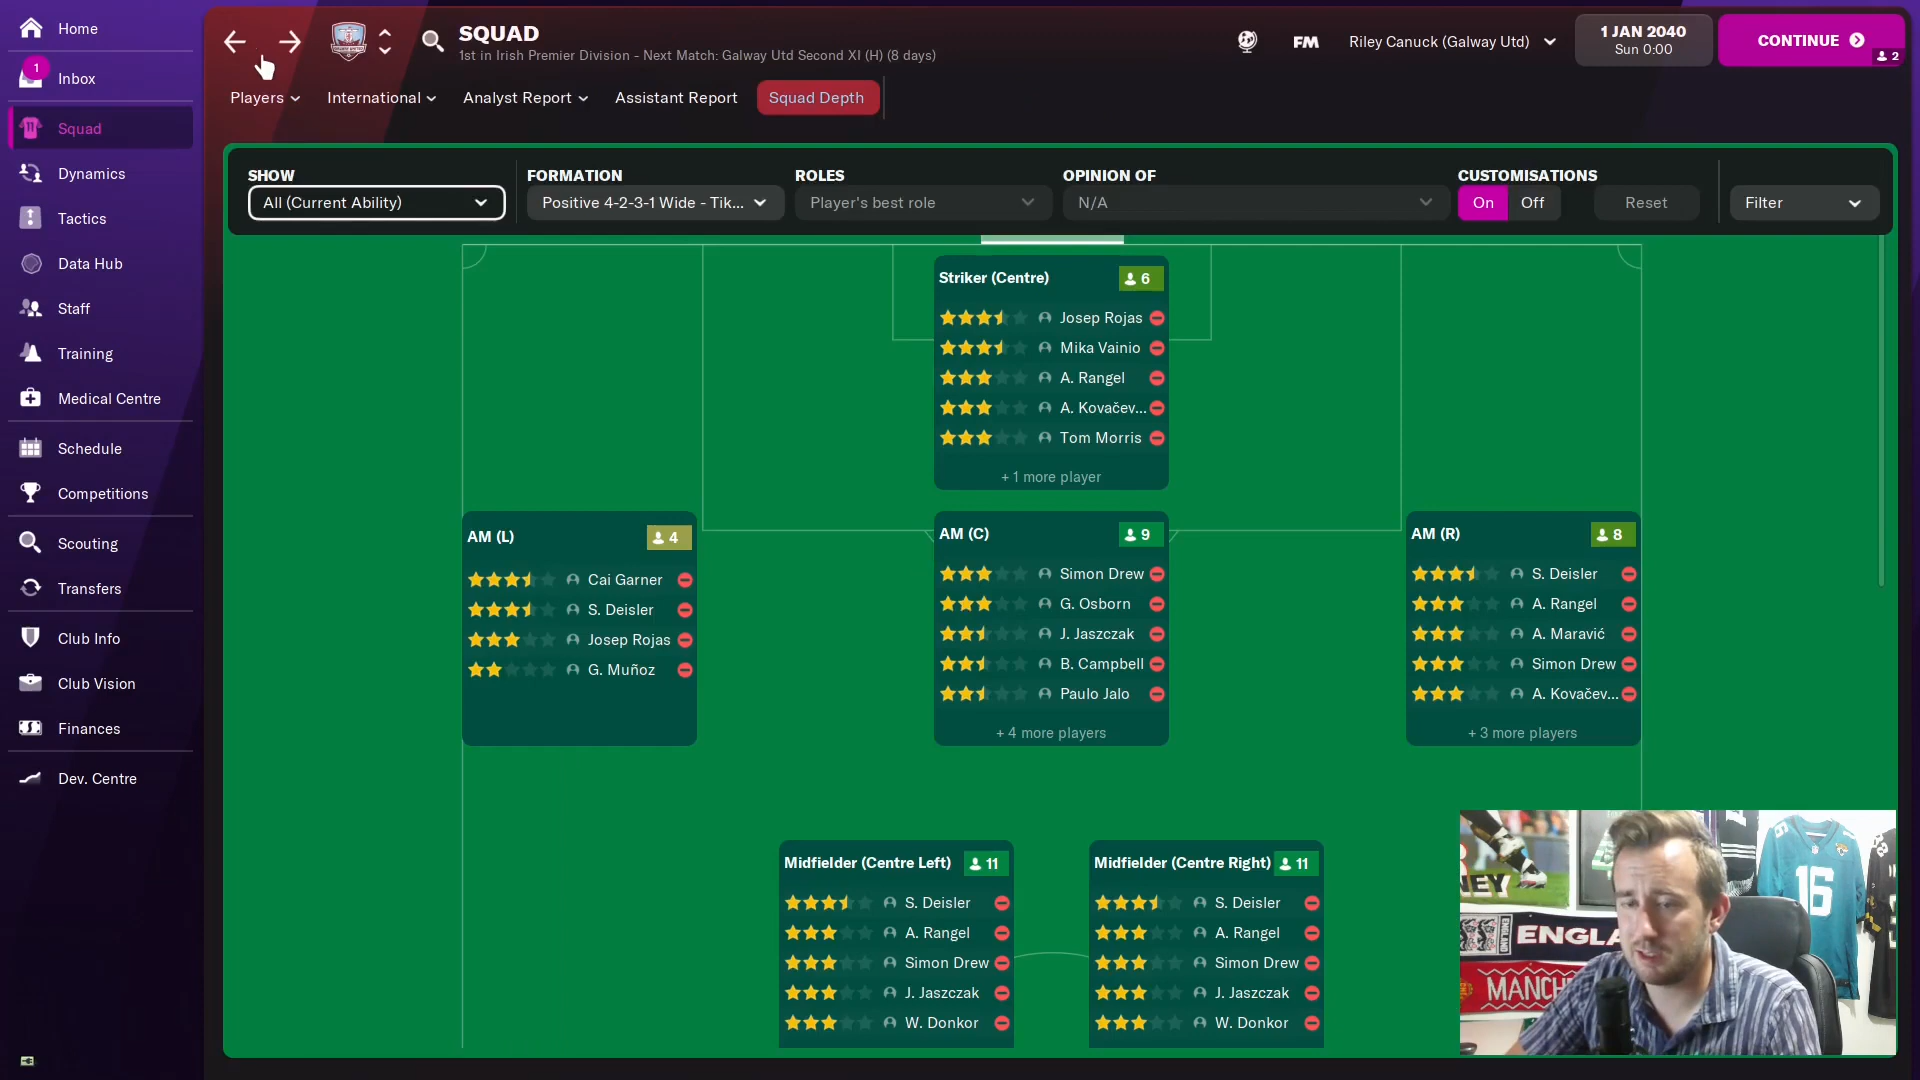 Home
1
Inbox
Squad
Dynamics
Tactics
Data Hub
Staff
Training
Medical Centre
Schedule
Competitions
Scouting
Transfers
Club Info
Club Vision
Finances
Dev. Centre
SQUAD
1st in Irish Premier Division - Next Match: Galway Utd Second XI (H) (8 days)
FM
Riley Canuck (Galway Utd)
1 JAN 2040
Sun 0:00
CONTINUE
2
Players
International
Analyst Report
Assistant Report
Squad Depth
SHOW
All (Current Ability)
FORMATION
Positive 4-2-3-1 Wide - Tik...
ROLES
Player's best role
OPINION OF
N/A
CUSTOMISATIONS
On
Off
Reset
Filter
Striker (Centre)
6
Josep Rojas
Mika Vainio
A. Rangel
A. Kovačev...
Tom Morris
+ 1 more player
AM (L)
4
Cai Garner
S. Deisler
Josep Rojas
G. Muñoz
AM (C)
9
Simon Drew
G. Osborn
J. Jaszczak
B. Campbell
Paulo Jalo
+ 4 more players
AM (R)
8
S. Deisler
A. Rangel
A. Maravić
Simon Drew
A. Kovačev...
+ 3 more players
Midfielder (Centre Left)
11
S. Deisler
A. Rangel
Simon Drew
J. Jaszczak
W. Donkor
Midfielder (Centre Right)
11
S. Deisler
A. Rangel
Simon Drew
J. Jaszczak
W. Donkor
NEY
ENGLA
MANCH
16